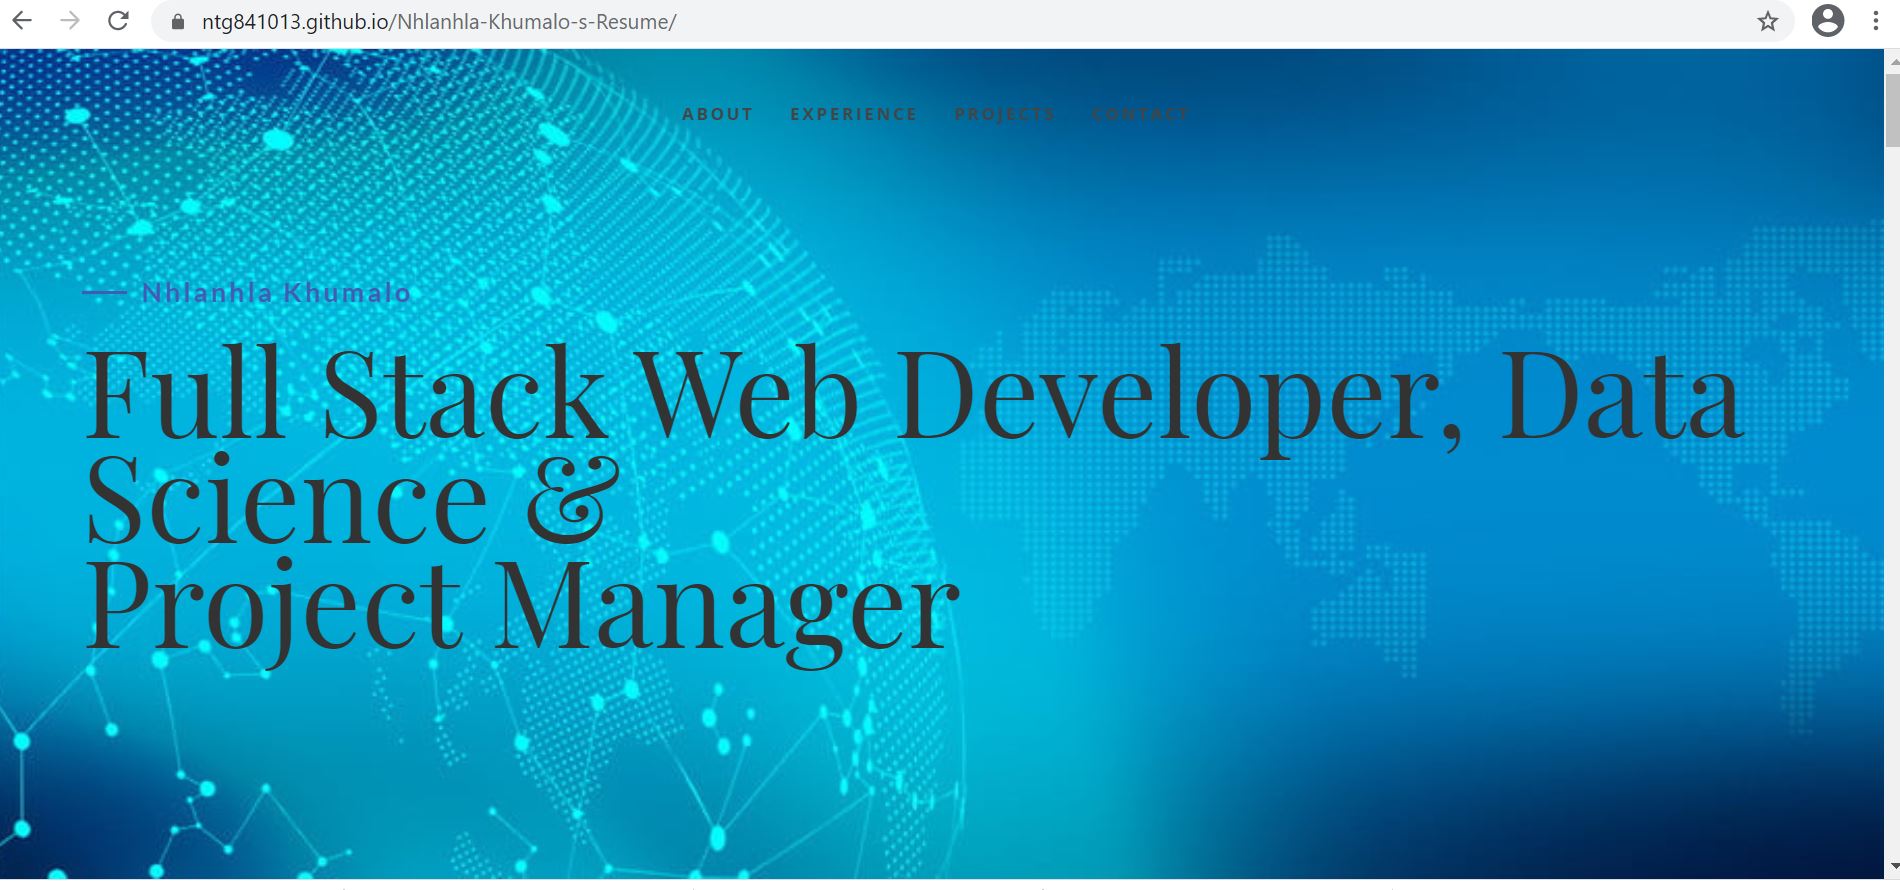 ntg841013.github.io/Nhlanhla-Khumalo-s-Resume/
ABOUT EXPERIENCE PROJECTS CONTACT
Nhlanhla Khumalo
Full Stack Web Developer, Data
Science &
Project Manager